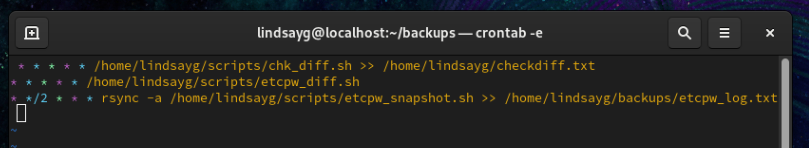 lindsayg@localhost:~/backups — crontab -e
* * * * * /home/lindsayg/scripts/chk_diff.sh >> /home/lindsayg/checkdiff.txt
* * * * * /home/lindsayg/scripts/etcpw_diff.sh
* */2 * * * rsync -a /home/lindsayg/scripts/etcpw_snapshot.sh >> /home/lindsayg/backups/etcpw_log.txt
~
~